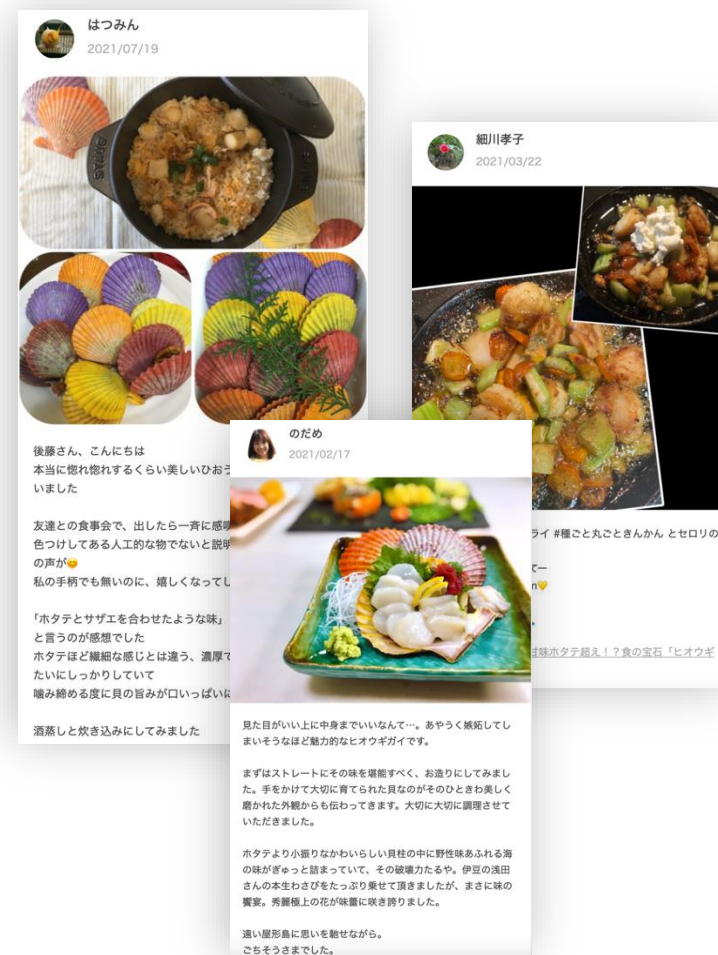 はつみん
2021/07/19
後藤さん、こんにちは
本当に惚れ惚れするくらい美しいひおう
いました
友達との食事会で、出したら一斉に感嘆
色つけしてある人工的な物でないと説明
の声が😊
私の手柄でも無いのに、嬉しくなってし
「ホタテとサザエを合わせたような味」
と言うのが感想でした
ホタテほど繊細な感じとは違う、濃厚で
たいにしっかりしていて
噛み締める度に貝の旨みが口いっぱいに
酒蒸しと炊き込みにしてみました
細川孝子
2021/03/22
ライ #種ごと丸ごときんかん とセロリの
てー
n💛
甘味ホタテ超え！？食の宝石「ヒオウギ
のだめ
2021/02/17
見た目がいい上に中身までいいなんて…。あやうく嫉妬してし
まいそうなほど魅力的なヒオウギガイです。
まずはストレートにその味を堪能すべく、お造りにしてみまし
た。手をかけて大切に育てられた貝なのがそのひときわ美しく
磨かれた外観からも伝わってきます。大切に大切に調理させて
いただきました。
ホタテより小振りなかわいらしい貝柱の中に野性味あふれる海
の味がぎゅっと詰まっていて、その破壊力たるや。伊豆の浅田
さんの本生わさびをたっぷり乗せて頂きましたが、まさに味の
饗宴。秀麗極上の花が味蕾に咲き誇りました。
遠い屋形島に思いを馳せながら。
ごちそうさまでした。